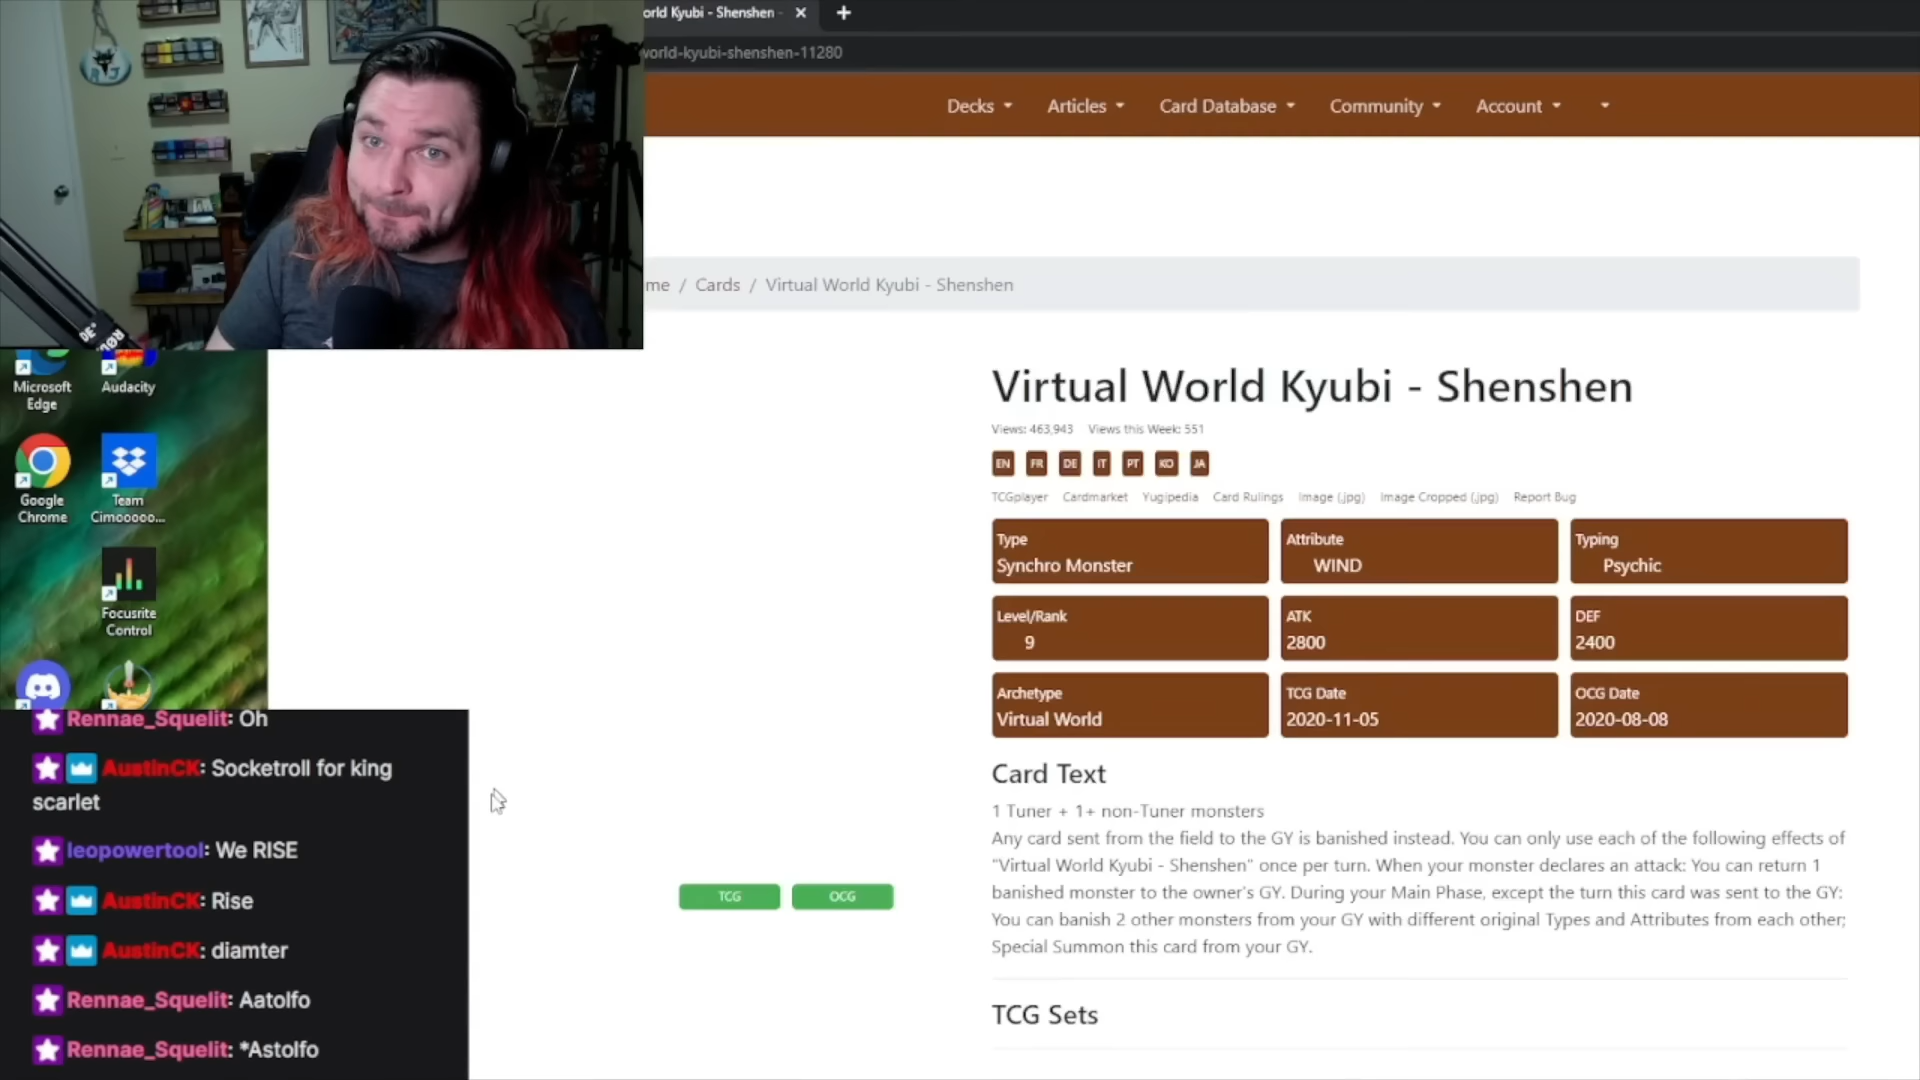 orld Kyubi - Shenshen -
world-kyubi-shenshen-11280
Decks
Articles
Card Database
Community
Account
me / Cards / Virtual World Kyubi - Shenshen
Virtual World Kyubi - Shenshen
Views: 463,943 Views this Week: 551
EN FR DE IT PT KO JA
TCGplayer Cardmarket Yugipedia Card Rulings Image (.jpg) Image Cropped (.jpg) Report Bug
Type
Synchro Monster
Attribute
WIND
Typing
Psychic
Level/Rank
9
ATK
2800
DEF
2400
Archetype
Virtual World
TCG Date
2020-11-05
OCG Date
2020-08-08
Card Text
1 Tuner + 1+ non-Tuner monsters
Any card sent from the field to the GY is banished instead. You can only use each of the following effects of
"Virtual World Kyubi - Shenshen" once per turn. When your monster declares an attack: You can return 1
banished monster to the owner's GY. During your Main Phase, except the turn this card was sent to the GY:
You can banish 2 other monsters from your GY with different original Types and Attributes from each other;
Special Summon this card from your GY.
TCG Sets
TCG
OCG
Microsoft
Edge
Audacity
Google
Chrome
Team
Cimooooo...
Focusrite
Control
Rennae_Squelit: Oh
AustinCK: Socketroll for king
scarlet
leopowertool: We RISE
AustinCK: Rise
AustinCK: diamter
Rennae_Squelit: Aatolfo
Rennae_Squelit: *Astolfo
RØDE